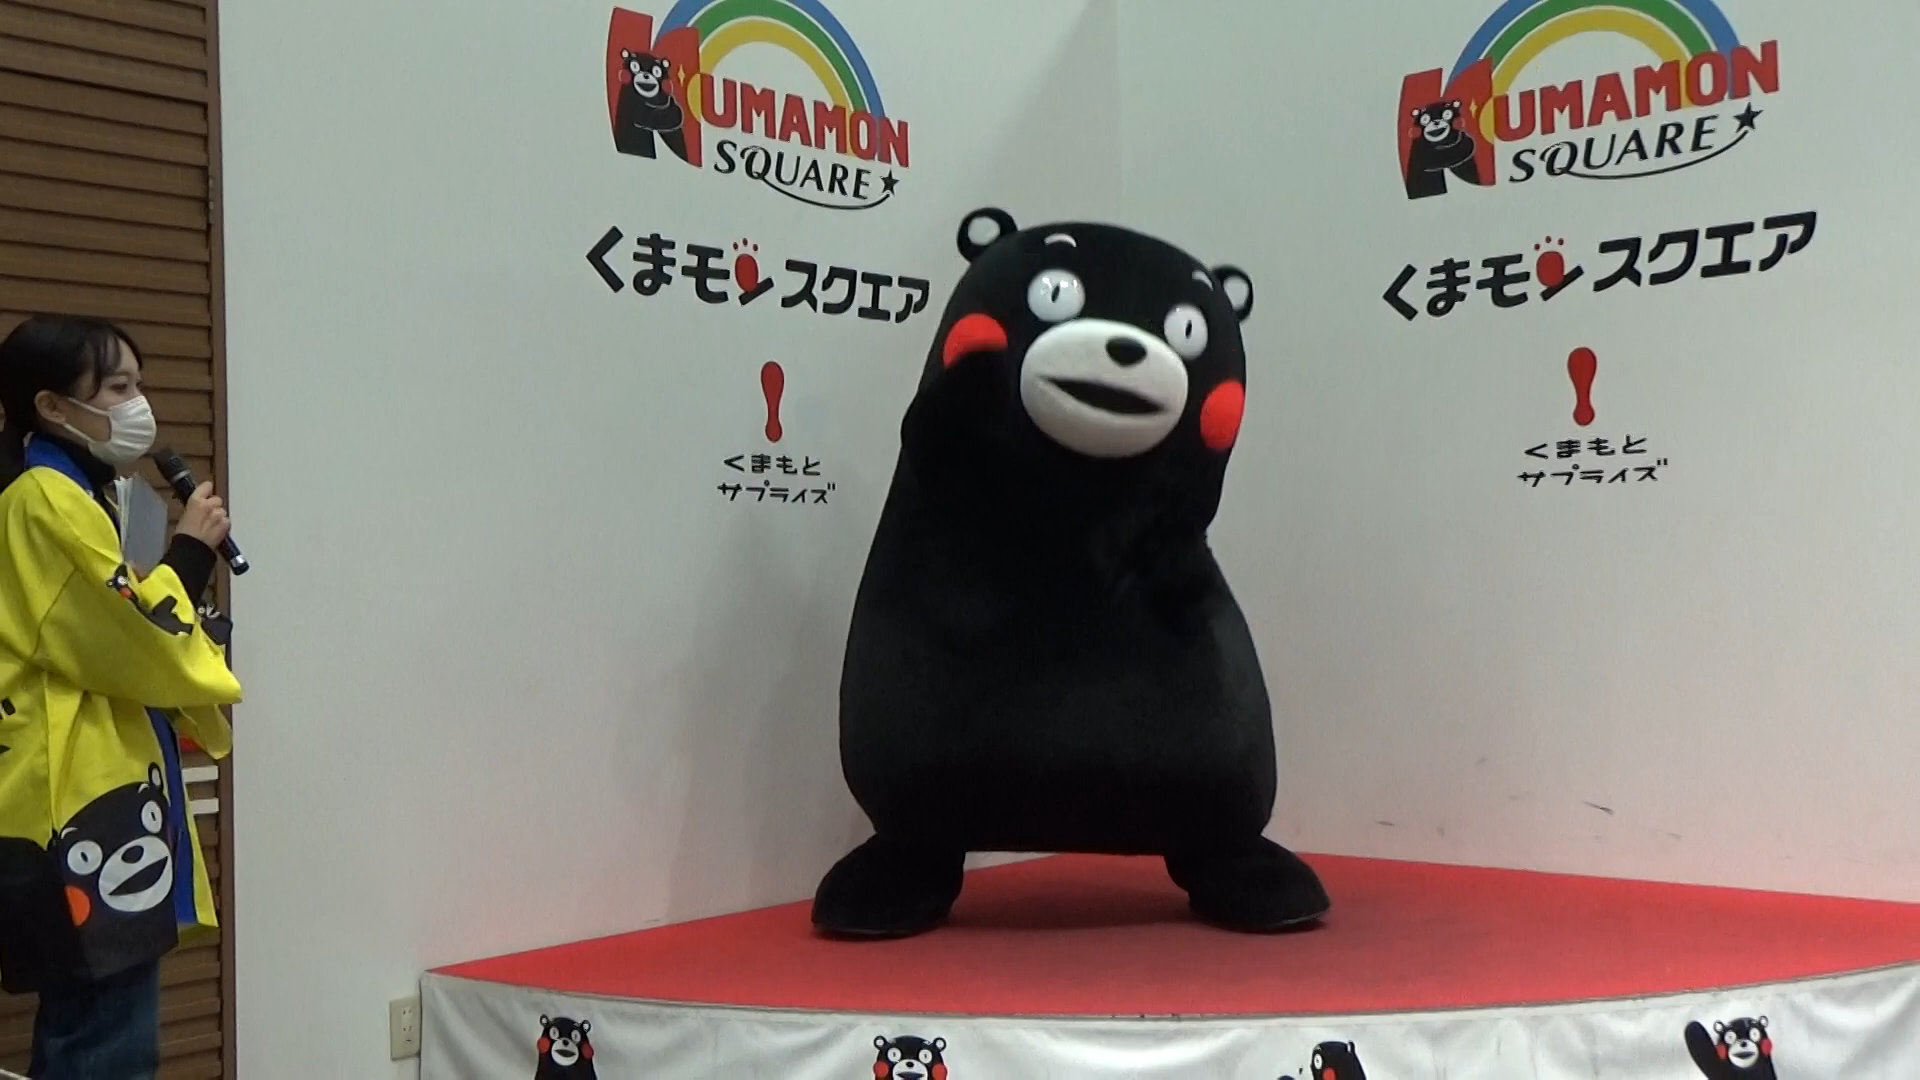 KUMAMON
SQUARE
くまモンスクエア
くまもと
サプライズ
KUMAMON
SQUARE
くまモンスクエア
くまもと
サプライズ